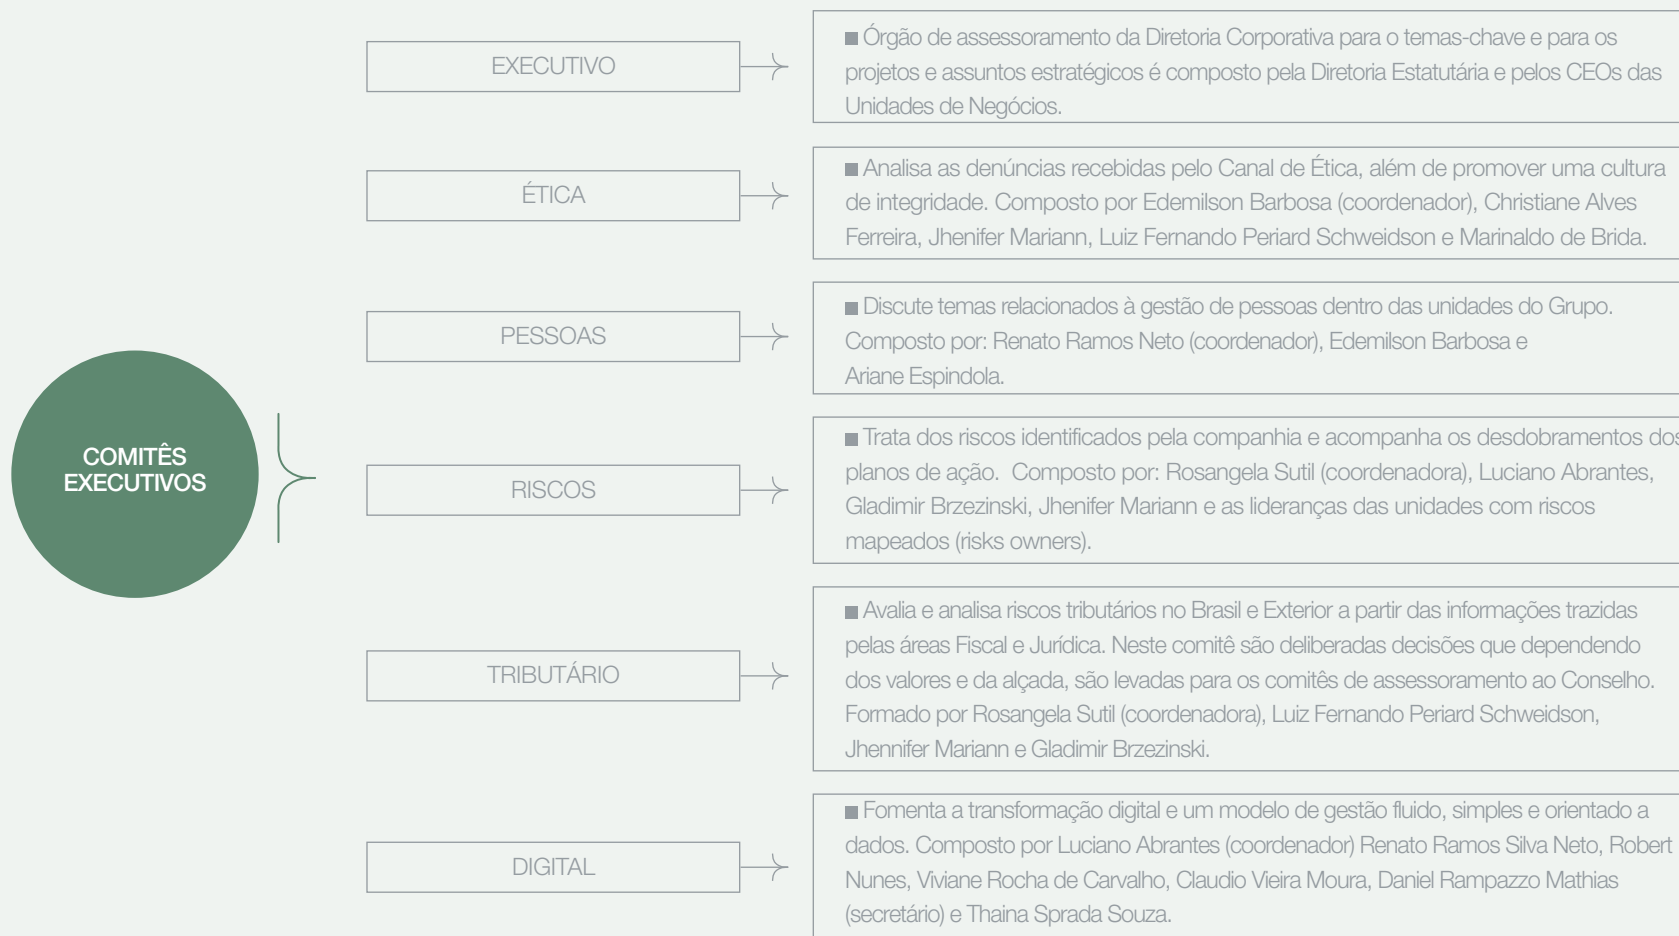 COMITÊS
EXECUTIVOS
EXECUTIVO
■ Órgão de assessoramento da Diretoria Corporativa para o temas-chave e para os
projetos e assuntos estratégicos é composto pela Diretoria Estatutária e pelos CEOs das
Unidades de Negócios.
ÉTICA
■ Analisa as denúncias recebidas pelo Canal de Ética, além de promover uma cultura
de integridade. Composto por Edemilson Barbosa (coordenador), Christiane Alves
Ferreira, Jhenifer Mariann, Luiz Fernando Periard Schweidson e Marinaldo de Brida.
PESSOAS
■ Discute temas relacionados à gestão de pessoas dentro das unidades do Grupo.
Composto por: Renato Ramos Neto (coordenador), Edemilson Barbosa e
Ariane Espindola.
RISCOS
■ Trata dos riscos identificados pela companhia e acompanha os desdobramentos dos
planos de ação. Composto por: Rosangela Sutil (coordenadora), Luciano Abrantes,
Gladimir Brzezinski, Jhenifer Mariann e as lideranças das unidades com riscos
mapeados (risks owners).
TRIBUTÁRIO
■ Avalia e analisa riscos tributários no Brasil e Exterior a partir das informações trazidas
pelas áreas Fiscal e Jurídica. Neste comitê são deliberadas decisões que dependendo
dos valores e da alçada, são levadas para os comitês de assessoramento ao Conselho.
Formado por Rosangela Sutil (coordenadora), Luiz Fernando Periard Schweidson,
Jhennifer Mariann e Gladimir Brzezinski.
DIGITAL
■ Fomenta a transformação digital e um modelo de gestão fluido, simples e orientado a
dados. Composto por Luciano Abrantes (coordenador) Renato Ramos Silva Neto, Robert
Nunes, Viviane Rocha de Carvalho, Claudio Vieira Moura, Daniel Rampazzo Mathias
(secretário) e Thaina Sprada Souza.